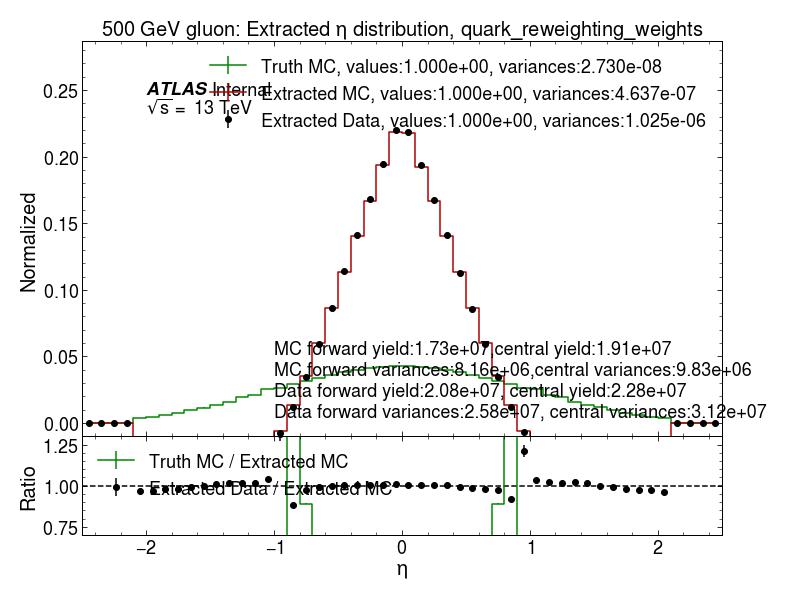 500 GeV gluon: Extracted η distribution, quark_reweighting_weights
Truth MC, values:1.000e+00, variances:2.730e-08
ATLAS Internal
Extracted MC, values:1.000e+00, variances:4.637e-07
√s = 13 TeV
Extracted Data, values:1.000e+00, variances:1.025e-06
0.25
0.20
0.15
0.10
0.05
0.00
Normalized
MC forward yield:1.73e+07,central yield:1.91e+07
MC forward variances:8.16e+06,central variances:9.83e+06
Data forward yield:2.08e+07, central yield:2.28e+07
Data forward variances:2.58e+07, central variances:3.12e+07
1.25
1.00
0.75
Ratio
Truth MC / Extracted MC
Extracted Data / Extracted MC
−2 −1 0 1 2
η